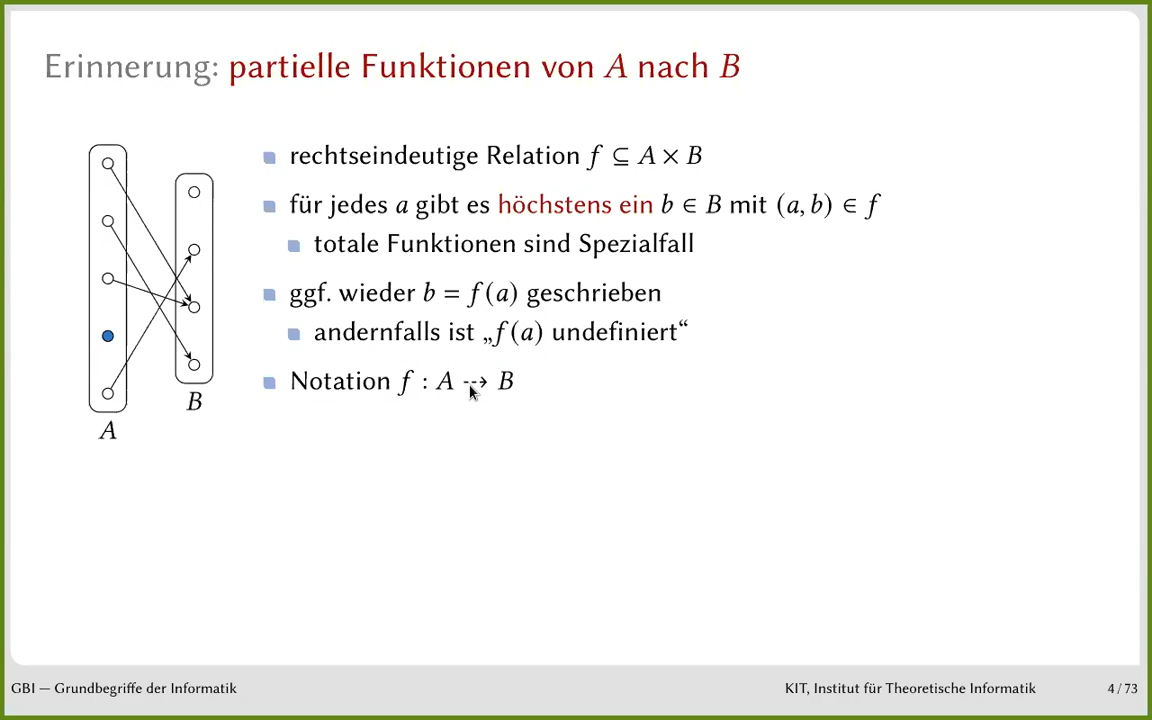 Erinnerung: partielle Funktionen von A nach B
rechtseindeutige Relation f ⊆ A × B
für jedes a gibt es höchstens ein b ∈ B mit (a, b) ∈ f
totale Funktionen sind Spezialfall
ggf. wieder b = f(a) geschrieben
andernfalls ist „f(a) undefiniert“
Notation f : A ⇢ B
B
A
GBI — Grundbegriffe der Informatik
KIT, Institut für Theoretische Informatik
4 / 73